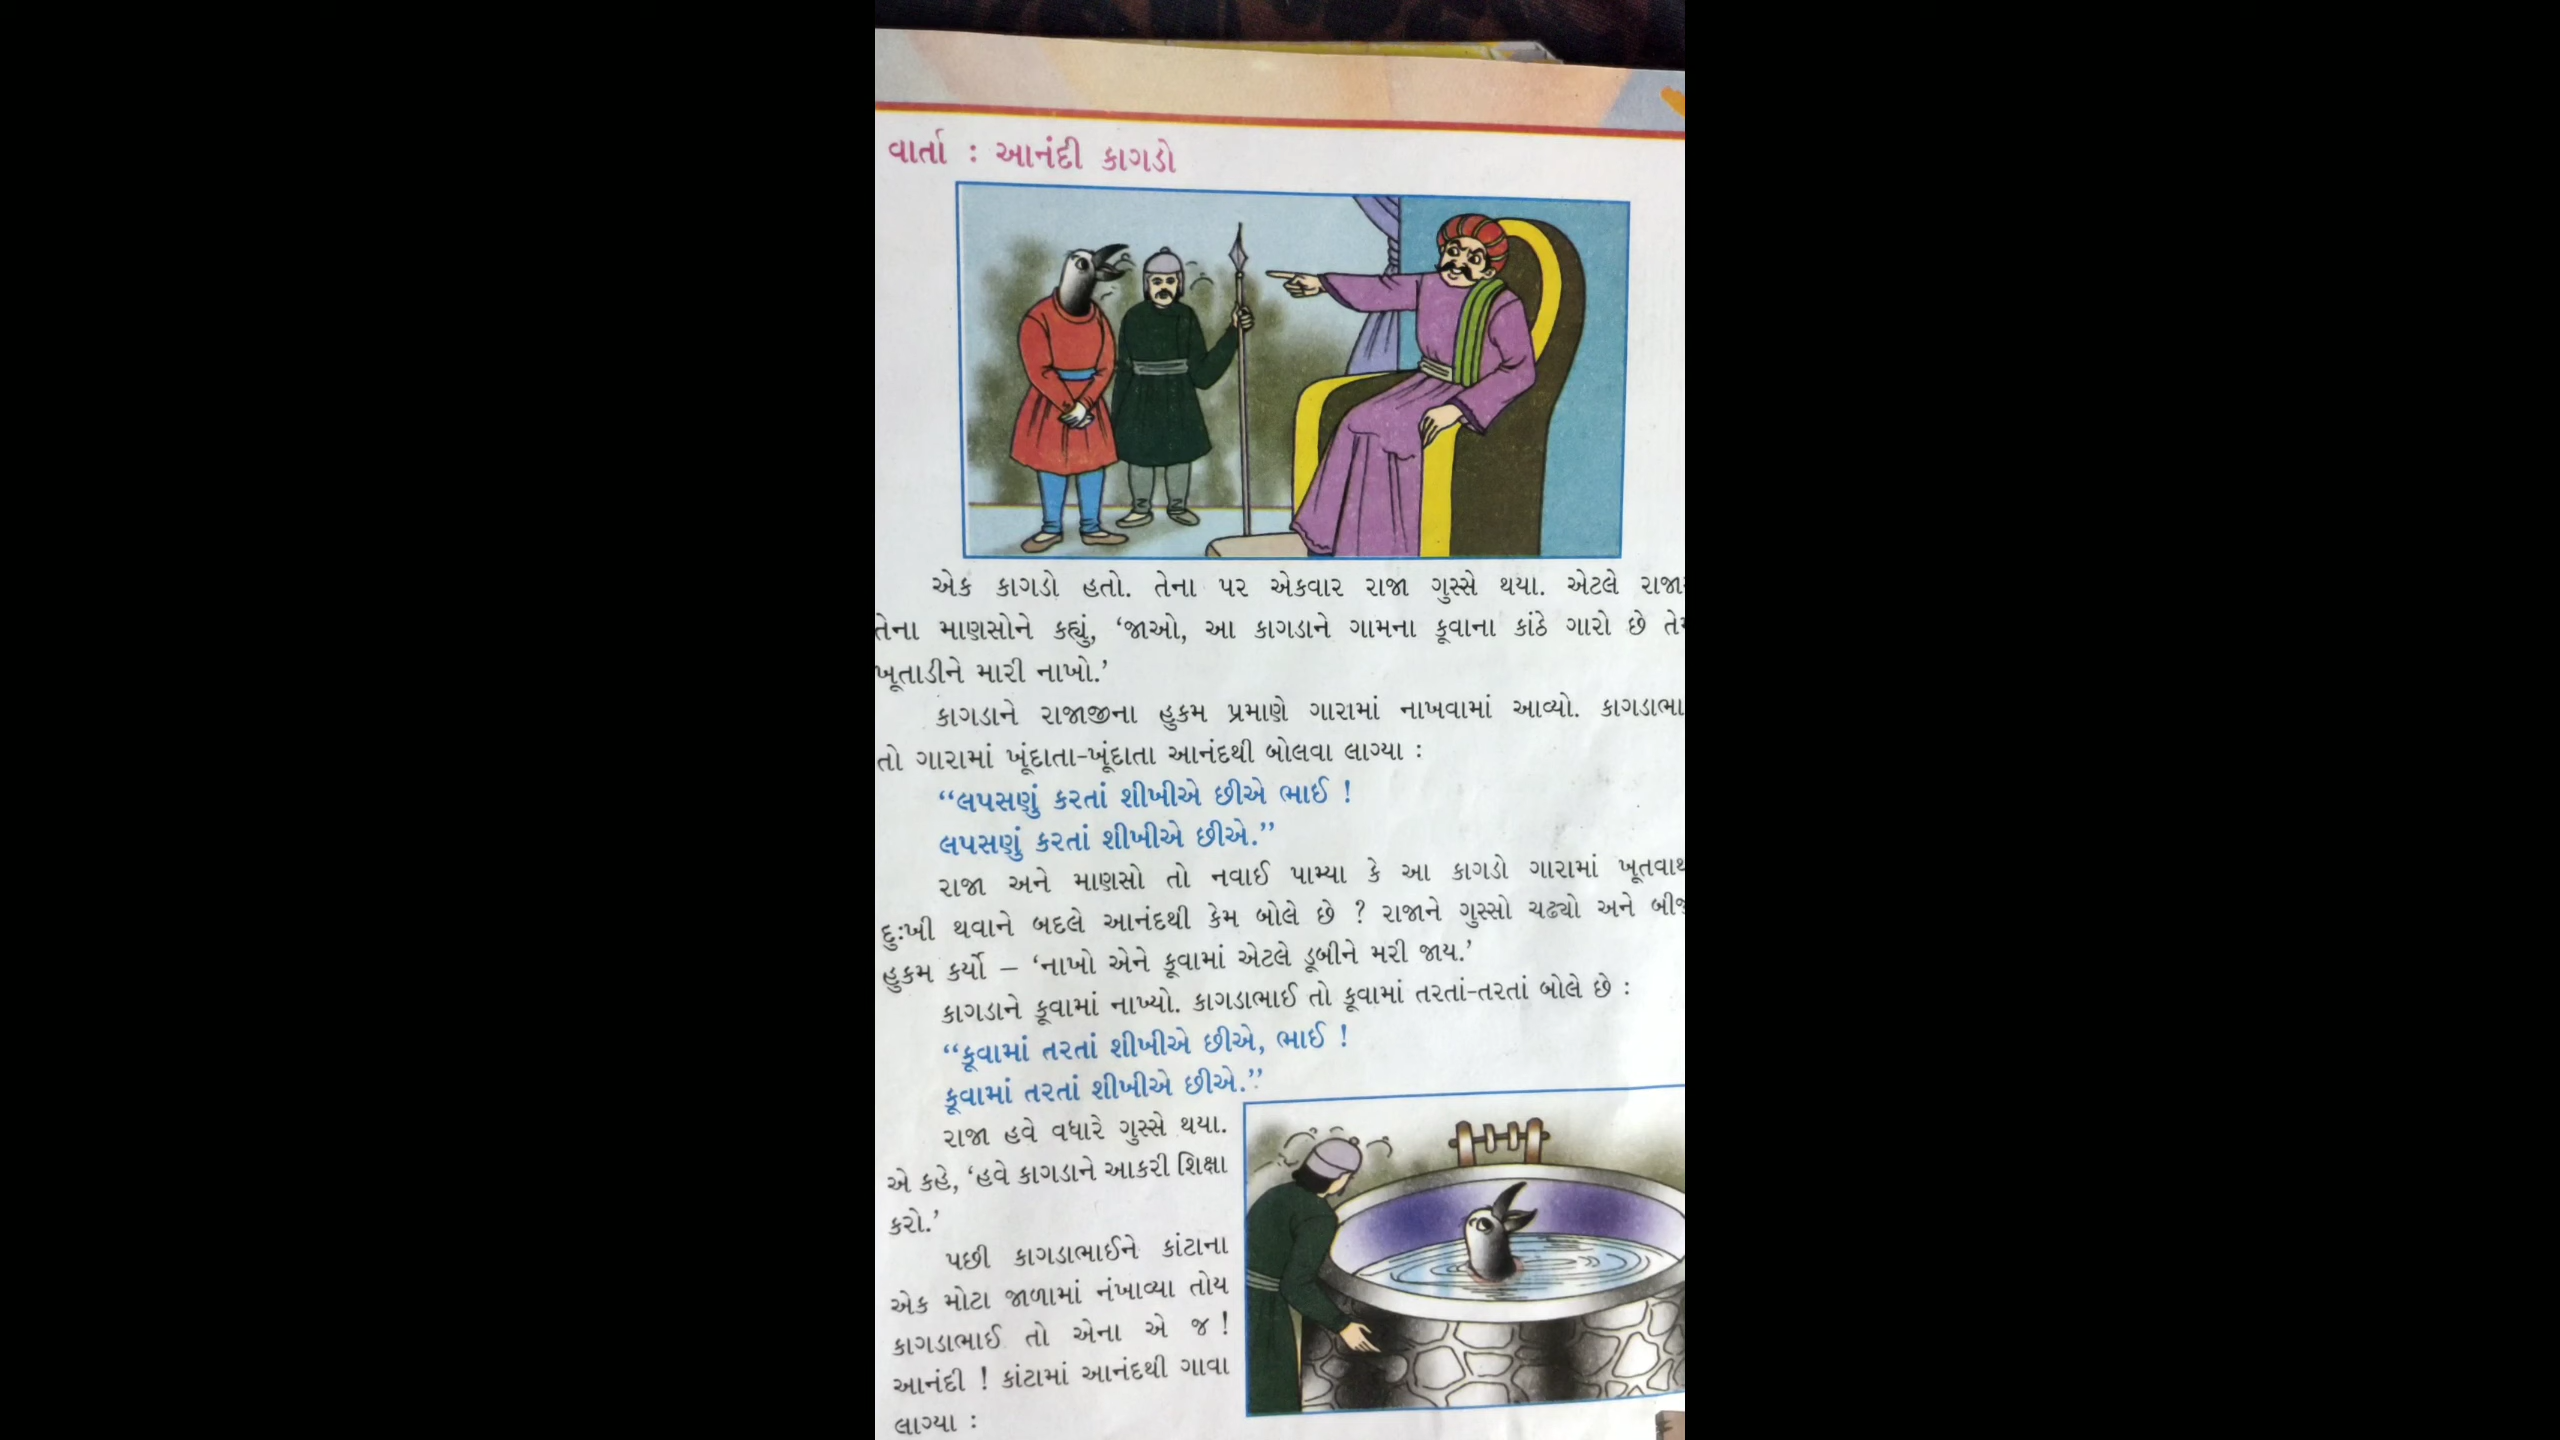 વાર્તા : આનંદી કાગડો
એક કાગડો હતો. તેના પર એકવાર રાજા ગુસ્સે થયા. એટલે
તેના માણસોને કહ્યું, ‘જાઓ, આ કાગડાને ગામના કૂવાના કાંઠે ગારો છે
ખૂતાડીને મારી નાખો.’
કાગડાને રાજાજીના હુકમ પ્રમાણે ગારામાં નાખવામાં આવ્યો.
તો ગારામાં ખૂંદાતા-ખૂંદાતા આનંદથી બોલવા લાગ્યા :
“લપસણું કરતાં શીખીએ છીએ ભાઈ !
લપસણું કરતાં શીખીએ છીએ.”
રાજા અને માણસો તો નવાઈ પામ્યા કે આ કાગડો ગારામાં
દુઃખી થવાને બદલે આનંદથી કેમ બોલે છે ? રાજાને ગુસ્સો ચઢ્યો અને
હુકમ કર્યો – ‘નાખો એને કૂવામાં એટલે ડૂબીને મરી જાય.’
કાગડાને કૂવામાં નાખ્યો. કાગડાભાઈ તો કૂવામાં તરતાં-તરતાં બોલે છે :
“કૂવામાં તરતાં શીખીએ છીએ, ભાઈ !
કૂવામાં તરતાં શીખીએ છીએ.”
રાજા હવે વધારે ગુસ્સે થયા.
એ કહે, ‘હવે કાગડાને આકરી શિક્ષા
કરો.’
પછી કાગડાભાઈને કાંટાના
એક મોટા જાળામાં નંખાવ્યા તોય
કાગડાભાઈ તો એના એ જ !
આનંદી ! કાંટામાં આનંદથી ગાવા
લાગ્યા :